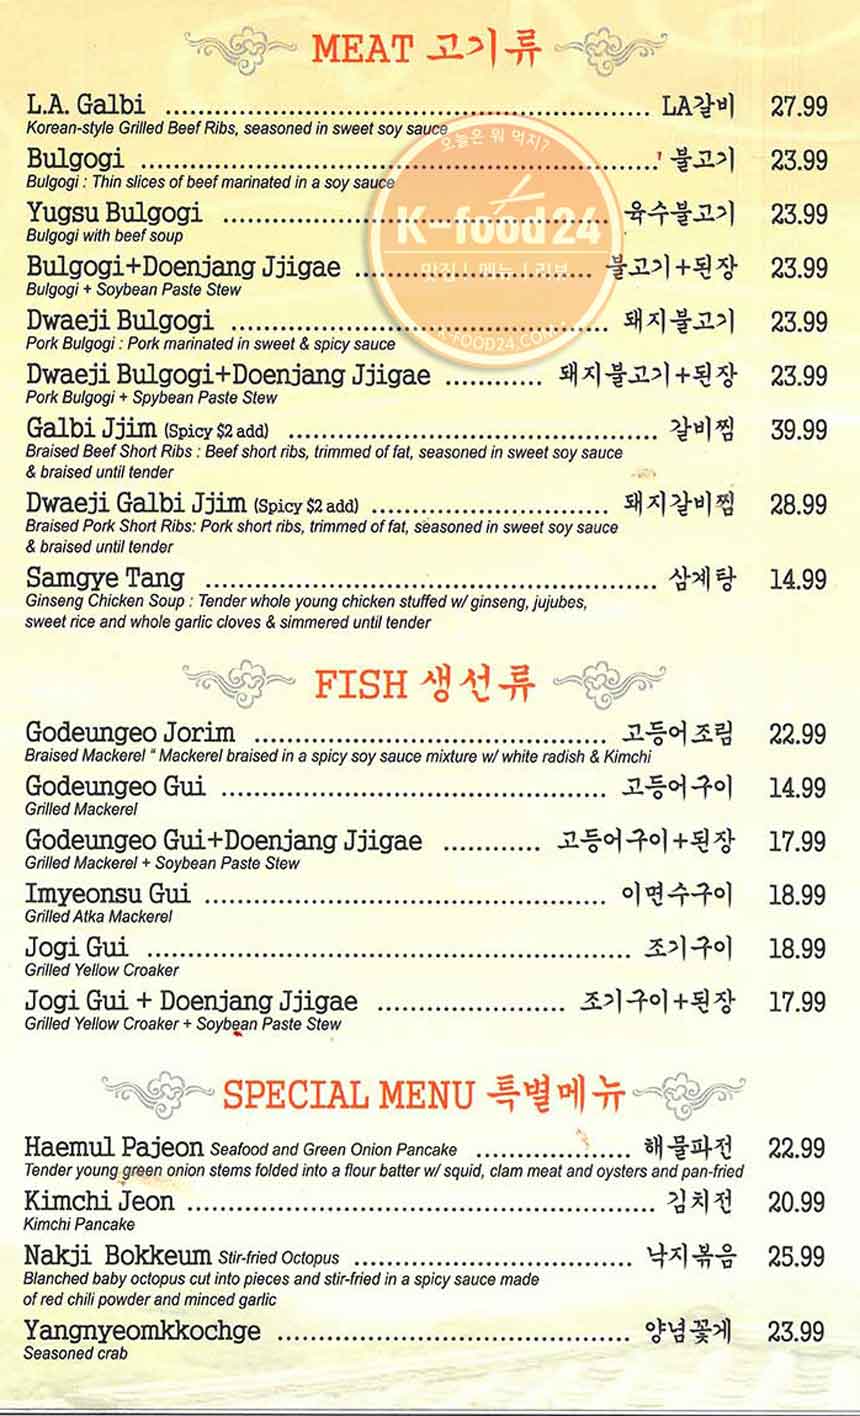 MEAT 고기류
L.A. Galbi ........ LA갈비 27.99
Korean-style Grilled Beef Ribs, seasoned in sweet soy sauce
Bulgogi ........ 불고기 23.99
Bulgogi : Thin slices of beef marinated in a soy sauce
Yugsu Bulgogi ........ 육수불고기 23.99
Bulgogi with beef soup
Bulgogi+Doenjang Jjigae ........ 불고기+된장 23.99
Bulgogi + Soybean Paste Stew
Dwaeji Bulgogi ........ 돼지불고기 23.99
Pork Bulgogi : Pork marinated in sweet & spicy sauce
Dwaeji Bulgogi+Doenjang Jjigae ........ 돼지불고기+된장 23.99
Pork Bulgogi + Spybean Paste Stew
Galbi Jjim (Spicy $2 add) ........ 갈비찜 39.99
Braised Beef Short Ribs : Beef short ribs, trimmed of fat, seasoned in sweet soy sauce
& braised until tender
Dwaeji Galbi Jjim (Spicy $2 add) ........ 돼지갈비찜 28.99
Braised Pork Short Ribs: Pork short ribs, trimmed of fat, seasoned in sweet soy sauce
& braised until tender
Samgye Tang ........ 삼계탕 14.99
Ginseng Chicken Soup : Tender whole young chicken stuffed w/ ginseng, jujubes,
sweet rice and whole garlic cloves & simmered until tender
오늘은 뭐 먹지?
K-food24
맛집 | 메뉴 | 리뷰
K-FOOD24.COM
FISH 생선류
Godeungeo Jorim ........ 고등어조림 22.99
Braised Mackerel " Mackerel braised in a spicy soy sauce mixture w/ white radish & Kimchi
Godeungeo Gui ........ 고등어구이 14.99
Grilled Mackerel
Godeungeo Gui+Doenjang Jjigae ........ 고등어구이+된장 17.99
Grilled Mackerel + Soybean Paste Stew
Imyeonsu Gui ........ 이면수구이 18.99
Grilled Atka Mackerel
Jogi Gui ........ 조기구이 18.99
Grilled Yellow Croaker
Jogi Gui + Doenjang Jjigae ........ 조기구이+된장 17.99
Grilled Yellow Croaker + Soybean Paste Stew
SPECIAL MENU 특별메뉴
Haemul Pajeon Seafood and Green Onion Pancake ........ 해물파전 22.99
Tender young green onion stems folded into a flour batter w/ squid, clam meat and oysters and pan-fried
Kimchi Jeon ........ 김치전 20.99
Kimchi Pancake
Nakji Bokkeum Stir-fried Octopus ........ 낙지볶음 25.99
Blanched baby octopus cut into pieces and stir-fried in a spicy sauce made
of red chili powder and minced garlic
Yangnyeomkkochge ........ 양념꽃게 23.99
Seasoned crab